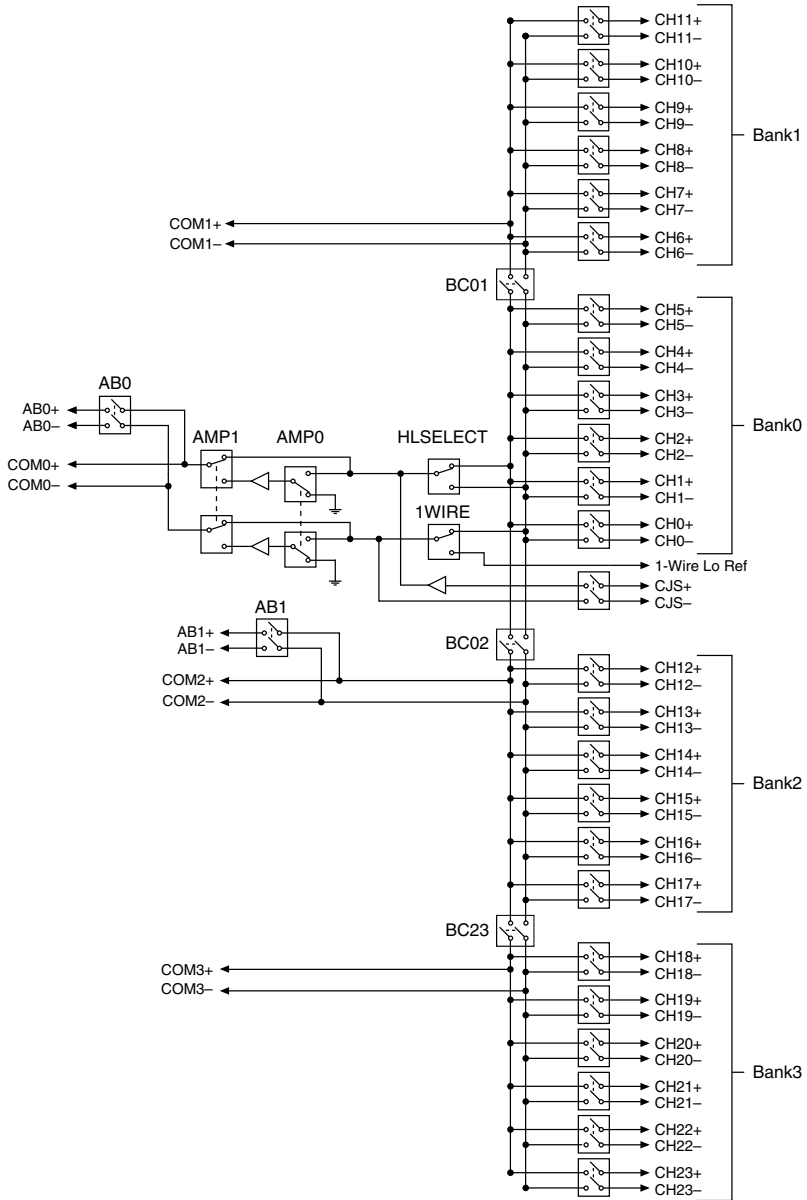 CH11+
CH11–
CH10+
CH10–
CH9+
CH9–
Bank1
CH8+
CH8–
CH7+
CH7–
COM1+
CH6+
COM1–
CH6–
BC01
CH5+
CH5–
CH4+
CH4–
AB0
CH3+
AB0+
CH3–
AB0–
Bank0
AMP1
AMP0
HLSELECT
CH2+
CH2–
COM0+
CH1+
COM0–
CH1–
1WIRE
CH0+
CH0–
1-Wire Lo Ref
CJS+
CJS–
AB1
AB1+
AB1–
BC02
CH12+
COM2+
CH12–
COM2–
CH13+
CH13–
CH14+
CH14–
Bank2
CH15+
CH15–
CH16+
CH16–
CH17+
CH17–
BC23
CH18+
COM3+
CH18–
COM3–
CH19+
CH19–
CH20+
CH20–
Bank3
CH21+
CH21–
CH22+
CH22–
CH23+
CH23–